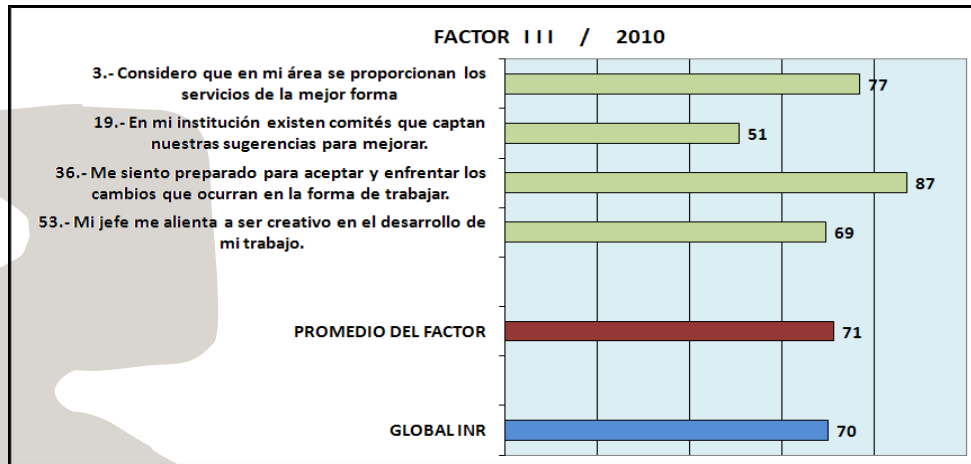 FACTOR I I I / 2010
3.- Considero que en mi área se proporcionan los
servicios de la mejor forma
77
19.- En mi institución existen comités que captan
nuestras sugerencias para mejorar.
51
36.- Me siento preparado para aceptar y enfrentar los
cambios que ocurran en la forma de trabajar.
87
53.- Mi jefe me alienta a ser creativo en el desarrollo de
mi trabajo.
69
PROMEDIO DEL FACTOR
71
GLOBAL INR
70